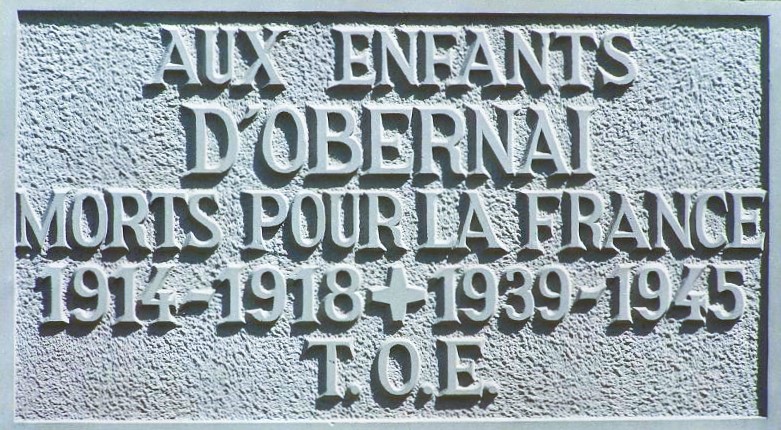 AUX ENFANTS
D'OBERNAI
MORTS POUR LA FRANCE
1914-1918 ✦ 1939-1945
T.O.E.